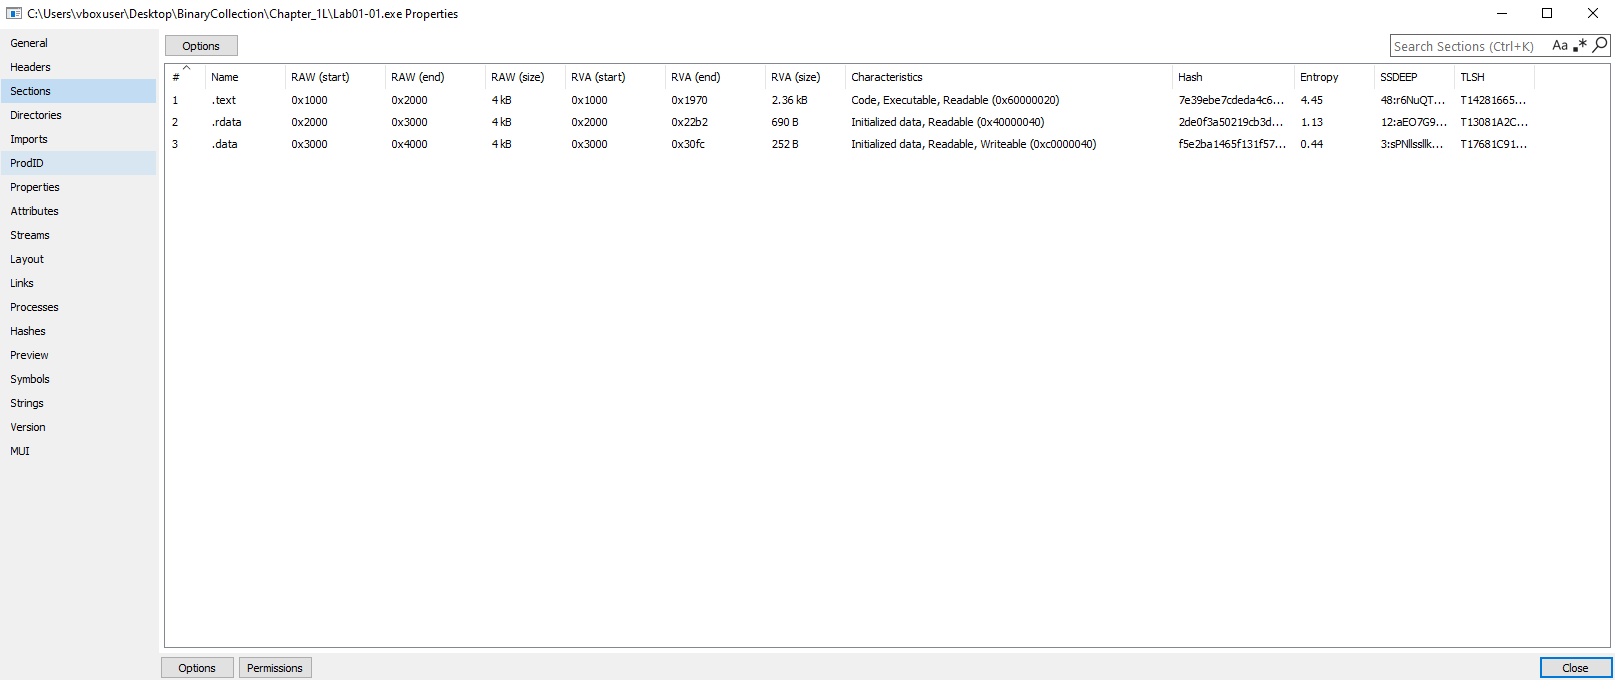 C:\Users\vboxuser\Desktop\BinaryCollection\Chapter_1L\Lab01-01.exe Properties
General
Headers
Sections
Directories
Imports
ProdID
Properties
Attributes
Streams
Layout
Links
Processes
Hashes
Preview
Symbols
Strings
Version
MUI
Options
Search Sections (Ctrl+K) Aa .*
# Name RAW (start) RAW (end) RAW (size) RVA (start) RVA (end) RVA (size) Characteristics Hash Entropy SSDEEP TLSH
1 .text 0x1000 0x2000 4 kB 0x1000 0x1970 2.36 kB Code, Executable, Readable (0x60000020) 7e39ebe7cdeda4c6... 4.45 48:r6NuQT... T14281665...
2 .rdata 0x2000 0x3000 4 kB 0x2000 0x22b2 690 B Initialized data, Readable (0x40000040) 2de0f3a50219cb3d... 1.13 12:aEO7G9... T13081A2C...
3 .data 0x3000 0x4000 4 kB 0x3000 0x30fc 252 B Initialized data, Readable, Writeable (0xc0000040) f5e2ba1465f131f57... 0.44 3:sPNllssllk... T17681C91...
Options Permissions Close